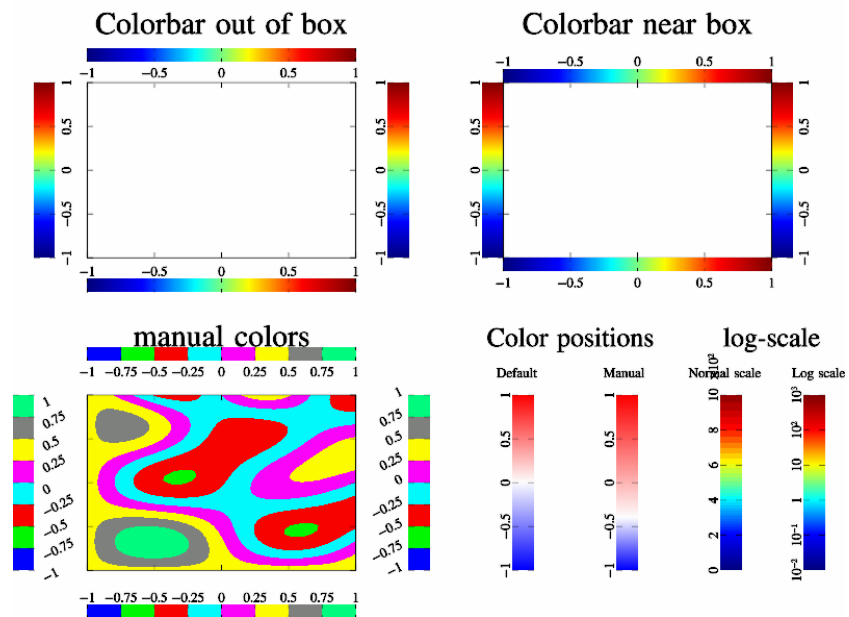 Colorbar out of box
−1 −0.5 0 0.5 1
1 0.5 0 −0.5 −1
1 0.5 0 −0.5 −1
−1 −0.5 0 0.5 1
Colorbar near box
−1 −0.5 0 0.5 1
1 0.5 0 −0.5 −1
1 0.5 0 −0.5 −1
−1 −0.5 0 0.5 1
manual colors
−1 −0.75 −0.5 −0.25 0 0.25 0.5 0.75 1
1 0.75 0.5 0.25 0 −0.25 −0.5 −0.75 −1
1 0.75 0.5 0.25 0 −0.25 −0.5 −0.75 −1
−1 −0.75 −0.5 −0.25 0 0.25 0.5 0.75 1
Color positions
Default
1 0.5 0 −0.5 −1
Manual
1 0.5 0 −0.5 −1
log-scale
Normal scale
×10²
10 8 6 4 2 0
Log scale
10³ 10² 10 1 10⁻¹ 10⁻²